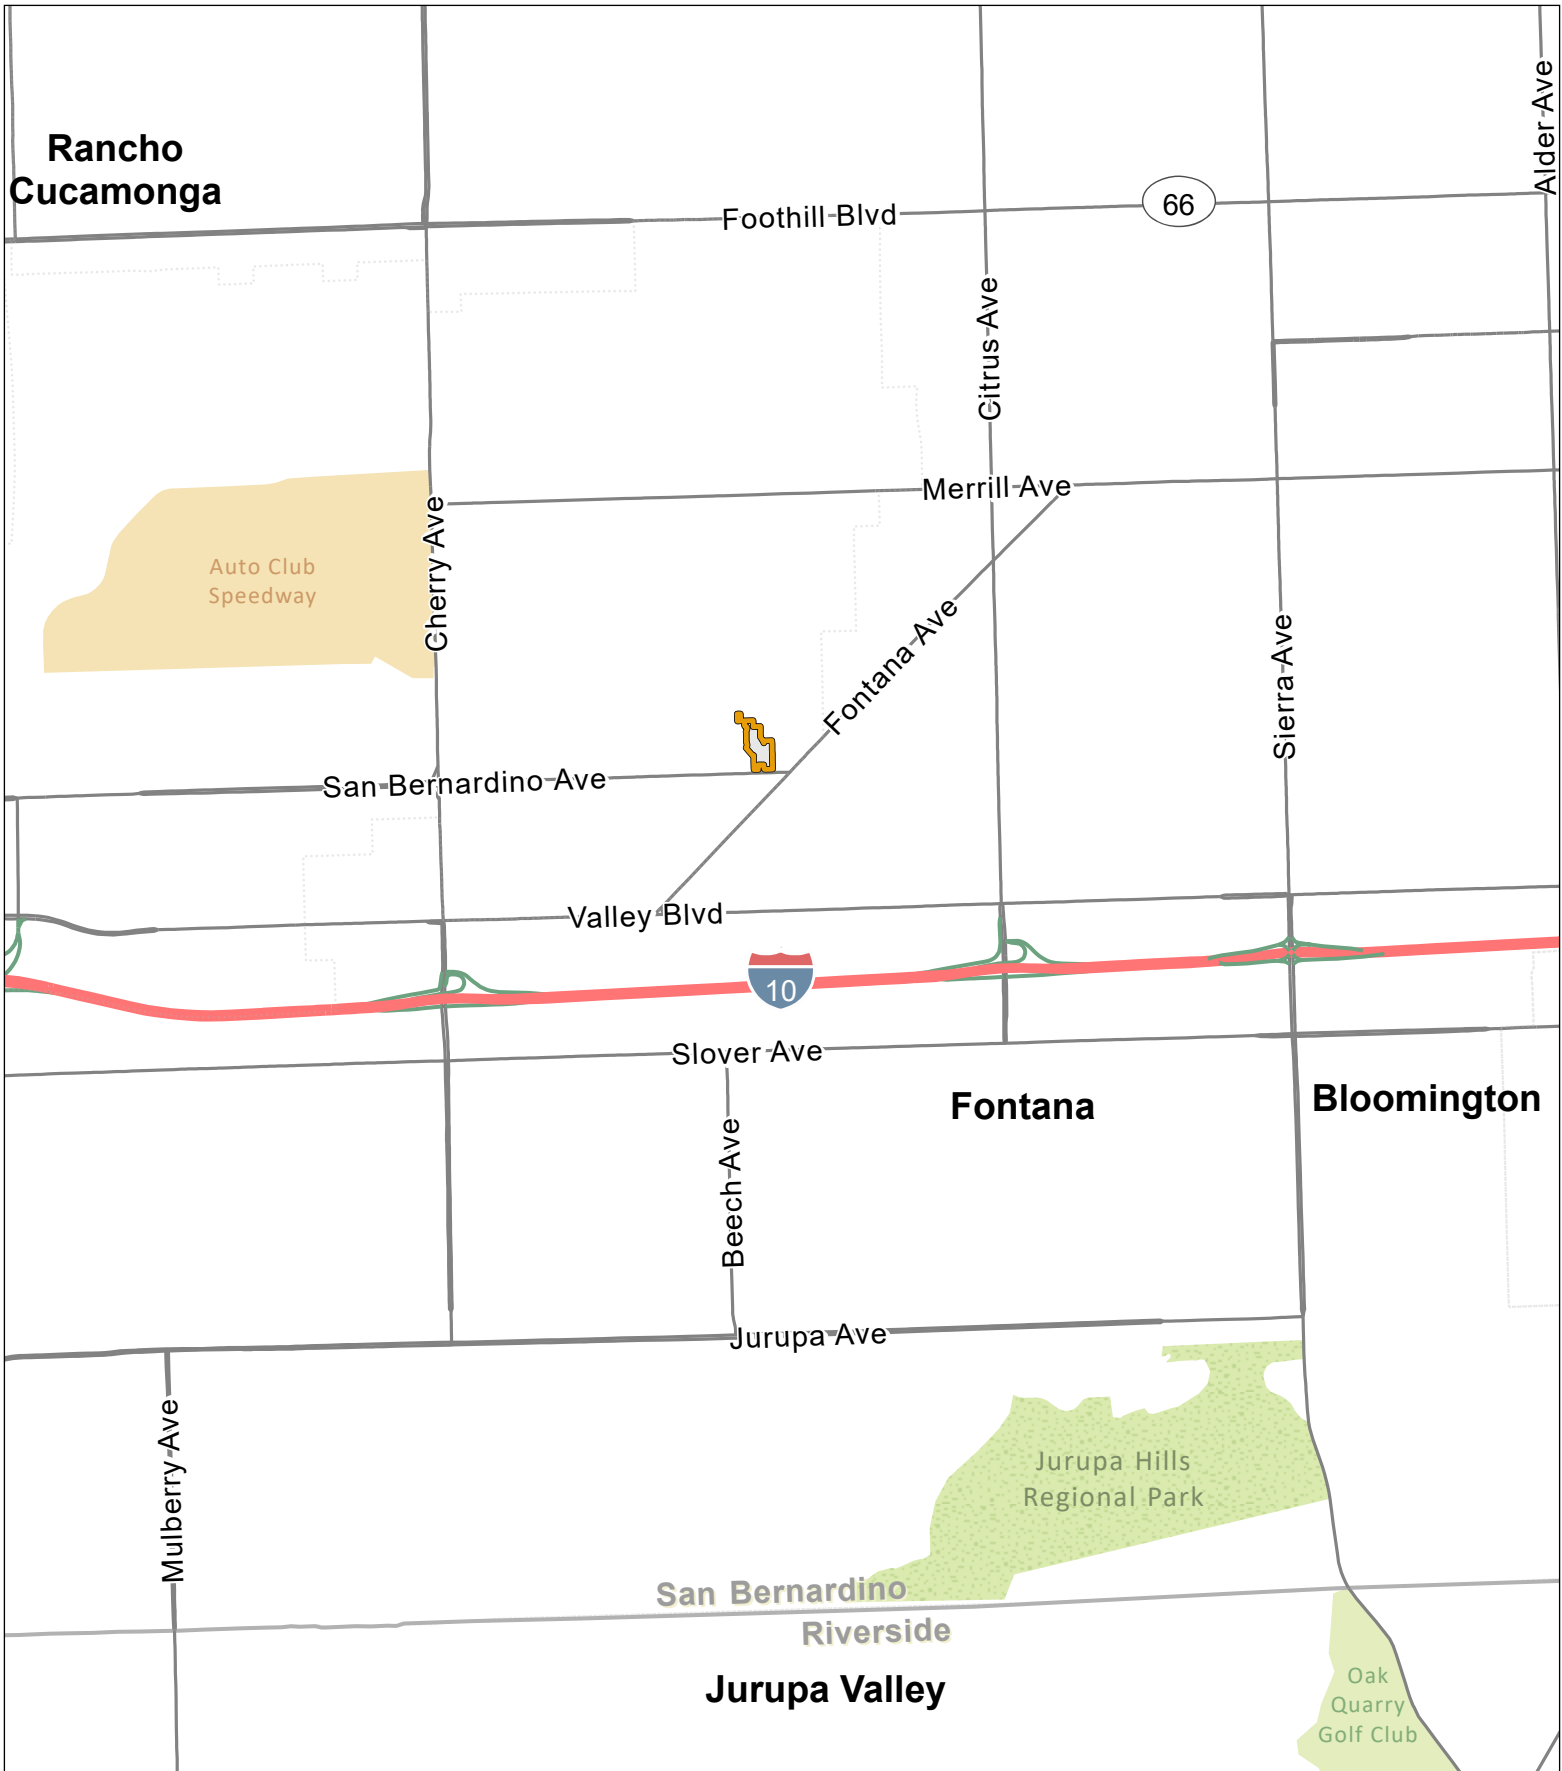 Alder Ave
Rancho
Cucamonga
66
Foothill Blvd
Citrus Ave
Merrill Ave
Cherry Ave
Auto Club
Speedway
Fontana Ave
Sierra Ave
San Bernardino Ave
Valley Blvd
10
Slover Ave
Fontana
Bloomington
Beech Ave
Jurupa Ave
Mulberry Ave
Jurupa Hills
Regional Park
San Bernardino
Riverside
Jurupa Valley
Oak
Quarry
Golf Club